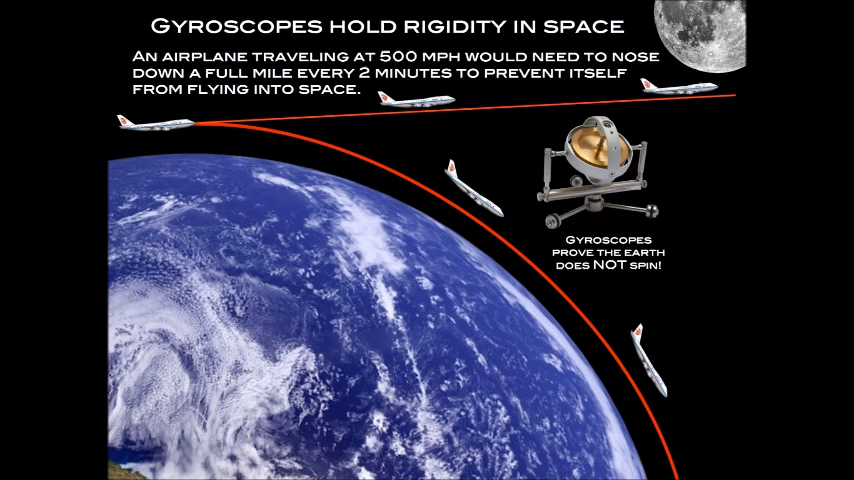 Gyroscopes hold rigidity in space
An airplane traveling at 500 mph would need to nose
down a full mile every 2 minutes to prevent itself
from flying into space.
Gyroscopes
prove the earth
does NOT spin!